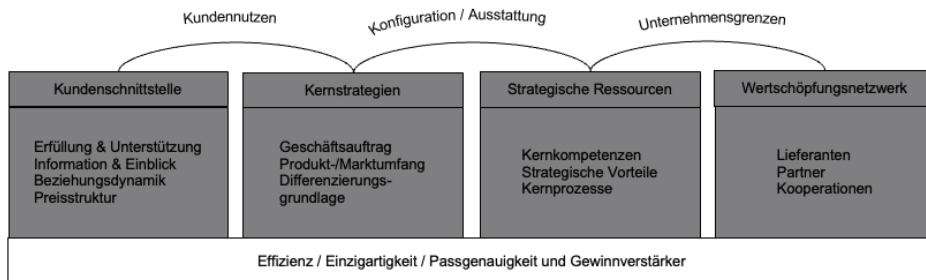 Kundennutzen
Konfiguration / Ausstattung
Unternehmensgrenzen
Kundenschnittstelle
Erfüllung & Unterstützung
Information & Einblick
Beziehungsdynamik
Preisstruktur
Kernstrategien
Geschäftsauftrag
Produkt-/Marktumfang
Differenzierungs-
grundlage
Strategische Ressourcen
Kernkompetenzen
Strategische Vorteile
Kernprozesse
Wertschöpfungsnetzwerk
Lieferanten
Partner
Kooperationen
Effizienz / Einzigartigkeit / Passgenauigkeit und Gewinnverstärker